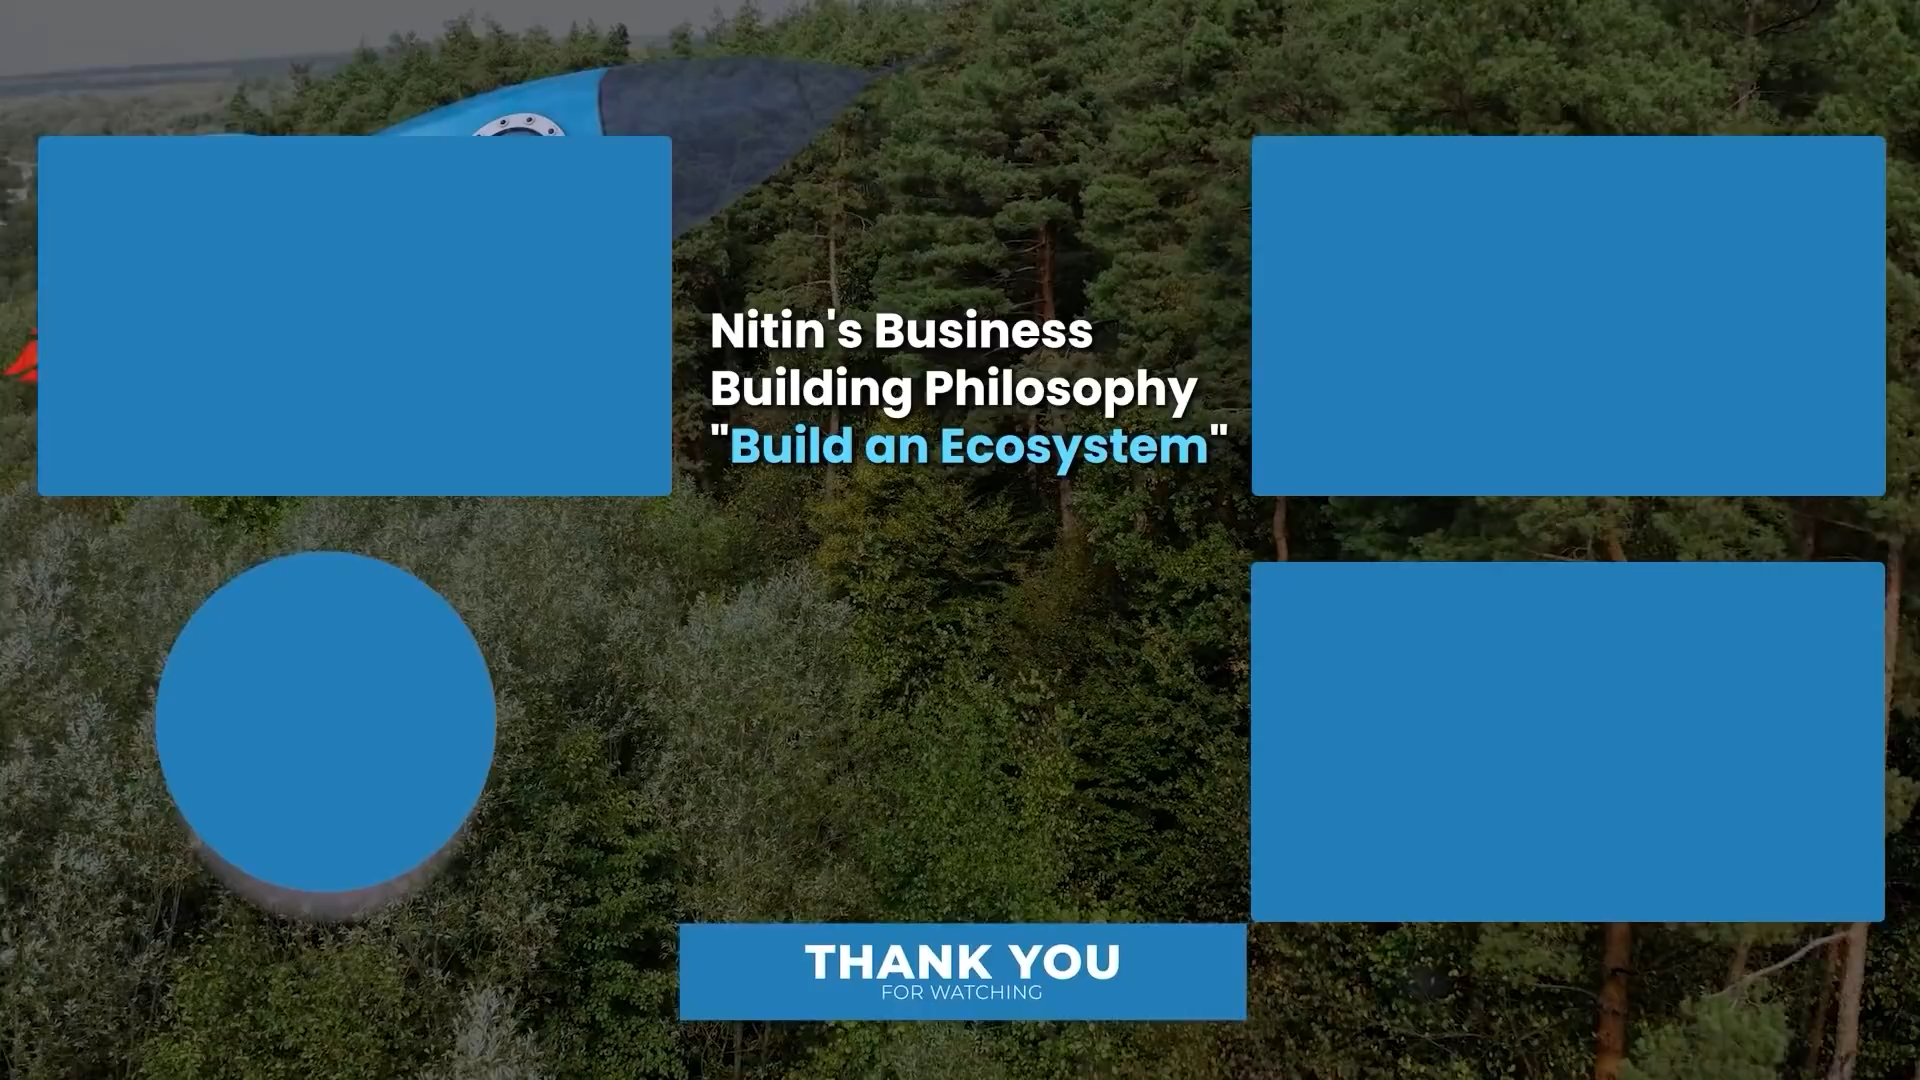 Nitin's Business
Building Philosophy
"Build an Ecosystem"
THANK YOU
FOR WATCHING